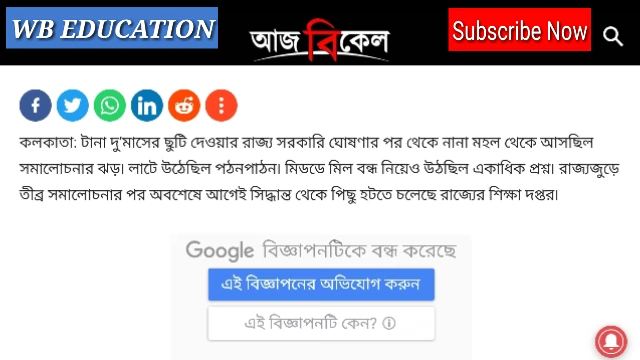 WB EDUCATION
আজ বিকেল
Subscribe Now
কলকাতা: টানা দু'মাসের ছুটি দেওয়ার রাজ্য সরকারি ঘোষণার পর থেকে নানা মহল থেকে আসছিল
সমালোচনার ঝড়। লাটে উঠেছিল পঠনপাঠন। মিডডে মিল বন্ধ নিয়েও উঠছিল একাধিক প্রশ্ন। রাজ্যজুড়ে
তীব্র সমালোচনার পর অবশেষে আগেই সিদ্ধান্ত থেকে পিছু হটতে চলেছে রাজ্যের শিক্ষা দপ্তর।
Google বিজ্ঞাপনটিকে বন্ধ করেছে
এই বিজ্ঞাপনের অভিযোগ করুন
এই বিজ্ঞাপনটি কেন?